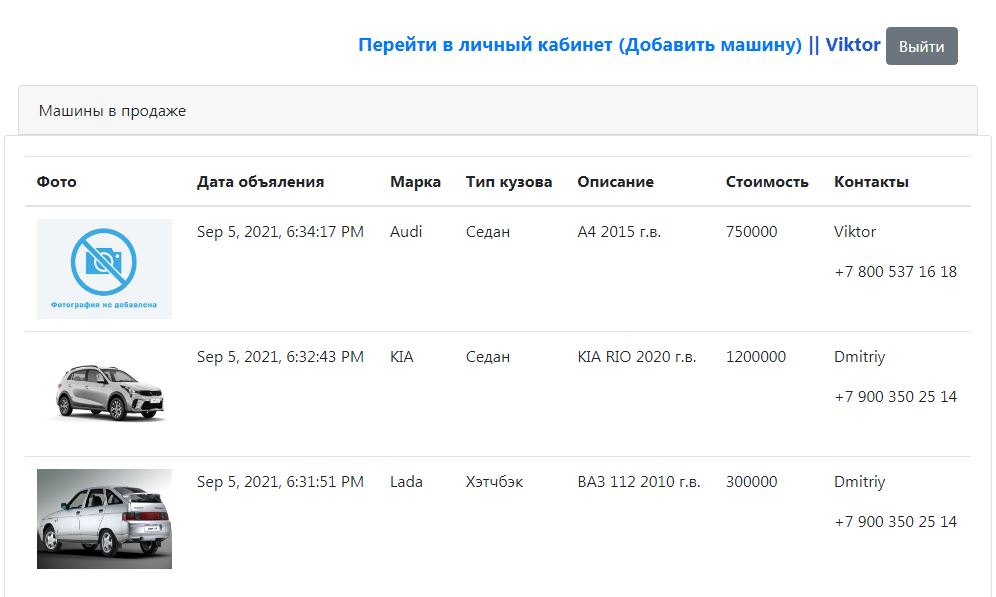 Перейти в личный кабинет (Добавить машину) || Viktor Выйти
Машины в продаже
Фото Дата объяления Марка Тип кузова Описание Стоимость Контакты
Фотография не добавлена
Sep 5, 2021, 6:34:17 PM Audi Седан A4 2015 г.в. 750000 Viktor
+7 800 537 16 18
Sep 5, 2021, 6:32:43 PM KIA Седан KIA RIO 2020 г.в. 1200000 Dmitriy
+7 900 350 25 14
Sep 5, 2021, 6:31:51 PM Lada Хэтчбэк ВАЗ 112 2010 г.в. 300000 Dmitriy
+7 900 350 25 14